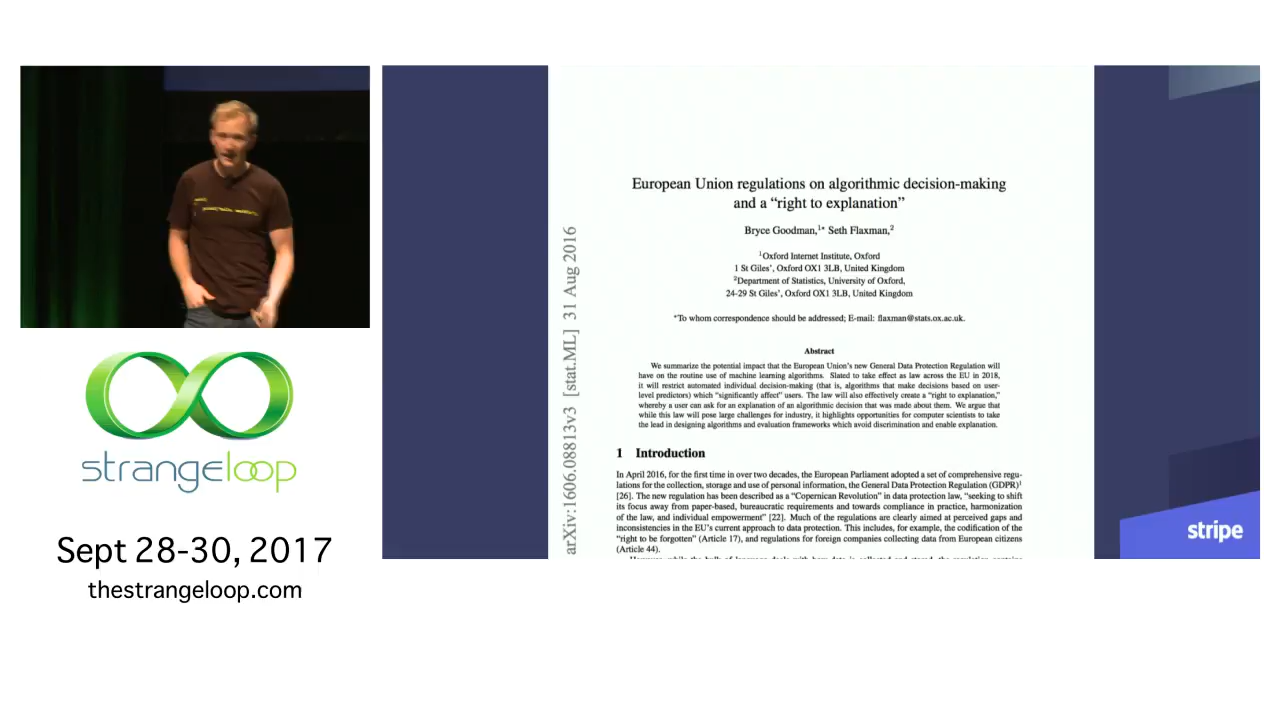 strangeloop
Sept 28-30, 2017
thestrangeloop.com
arXiv:1606.08813v3 [stat.ML] 31 Aug 2016
European Union regulations on algorithmic decision-making
and a “right to explanation”
Bryce Goodman,1* Seth Flaxman,2
1Oxford Internet Institute, Oxford
1 St Giles’, Oxford OX1 3LB, United Kingdom
2Department of Statistics, University of Oxford,
24-29 St Giles’, Oxford OX1 3LB, United Kingdom
*To whom correspondence should be addressed; E-mail: flaxman@stats.ox.ac.uk.
Abstract
We summarize the potential impact that the European Union’s new General Data Protection Regulation will
have on the routine use of machine learning algorithms. Slated to take effect as law across the EU in 2018,
it will restrict automated individual decision-making (that is, algorithms that make decisions based on user-
level predictors) which “significantly affect” users. The law will also effectively create a “right to explanation,”
whereby a user can ask for an explanation of an algorithmic decision that was made about them. We argue that
while this law will pose large challenges for industry, it highlights opportunities for computer scientists to take
the lead in designing algorithms and evaluation frameworks which avoid discrimination and enable explanation.
1 Introduction
In April 2016, for the first time in over two decades, the European Parliament adopted a set of comprehensive regu-
lations for the collection, storage and use of personal information, the General Data Protection Regulation (GDPR)1
[26]. The new regulation has been described as a “Copernican Revolution” in data protection law, “seeking to shift
its focus away from paper-based, bureaucratic requirements and towards compliance in practice, harmonization
of the law, and individual empowerment” [22]. Much of the regulations are clearly aimed at perceived gaps and
inconsistencies in the EU’s current approach to data protection. This includes, for example, the codification of the
“right to be forgotten” (Article 17), and regulations for foreign companies collecting data from European citizens
(Article 44).
stripe